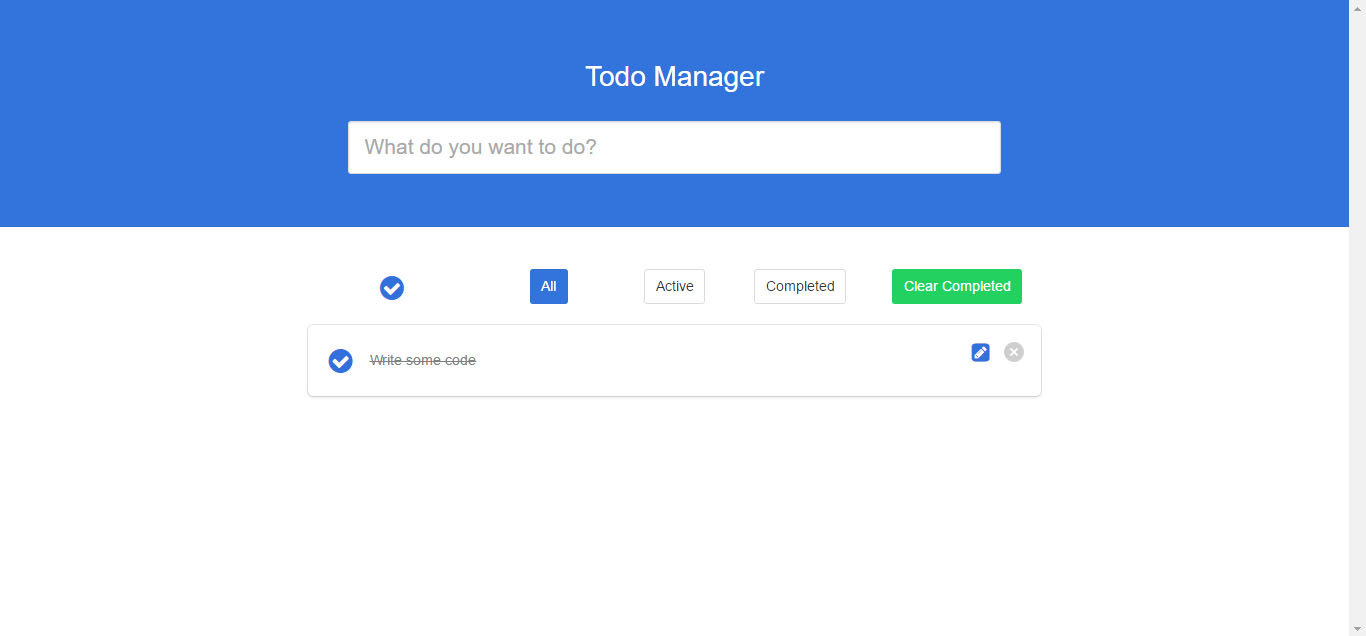 Todo Manager
What do you want to do?
All Active Completed Clear Completed
Write some code